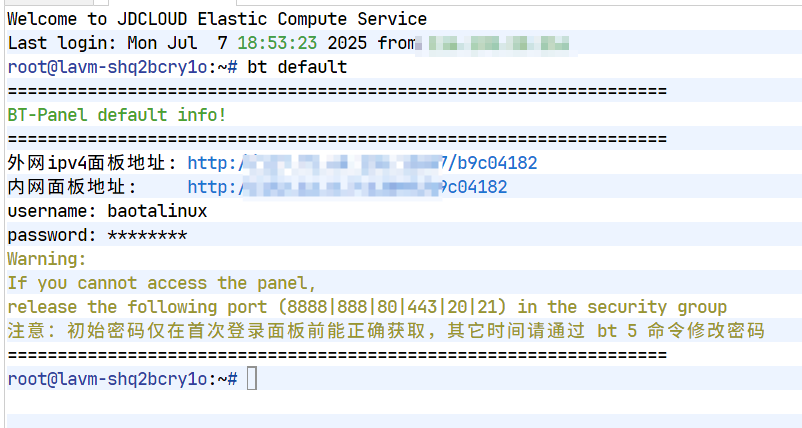 Welcome to JDCLOUD Elastic Compute Service
Last login: Mon Jul  7 18:53:23 2025 from
root@lavm-shq2bcry1o:~# bt default
==================================================================
BT-Panel default info!
==================================================================
外网ipv4面板地址: http:/7/b9c04182
内网面板地址:     http:/9c04182
username: baotalinux
password: ********
Warning:
If you cannot access the panel,
release the following port (8888|888|80|443|20|21) in the security group
注意：初始密码仅在首次登录面板前能正确获取，其它时间请通过 bt 5 命令修改密码
==================================================================
root@lavm-shq2bcry1o:~#